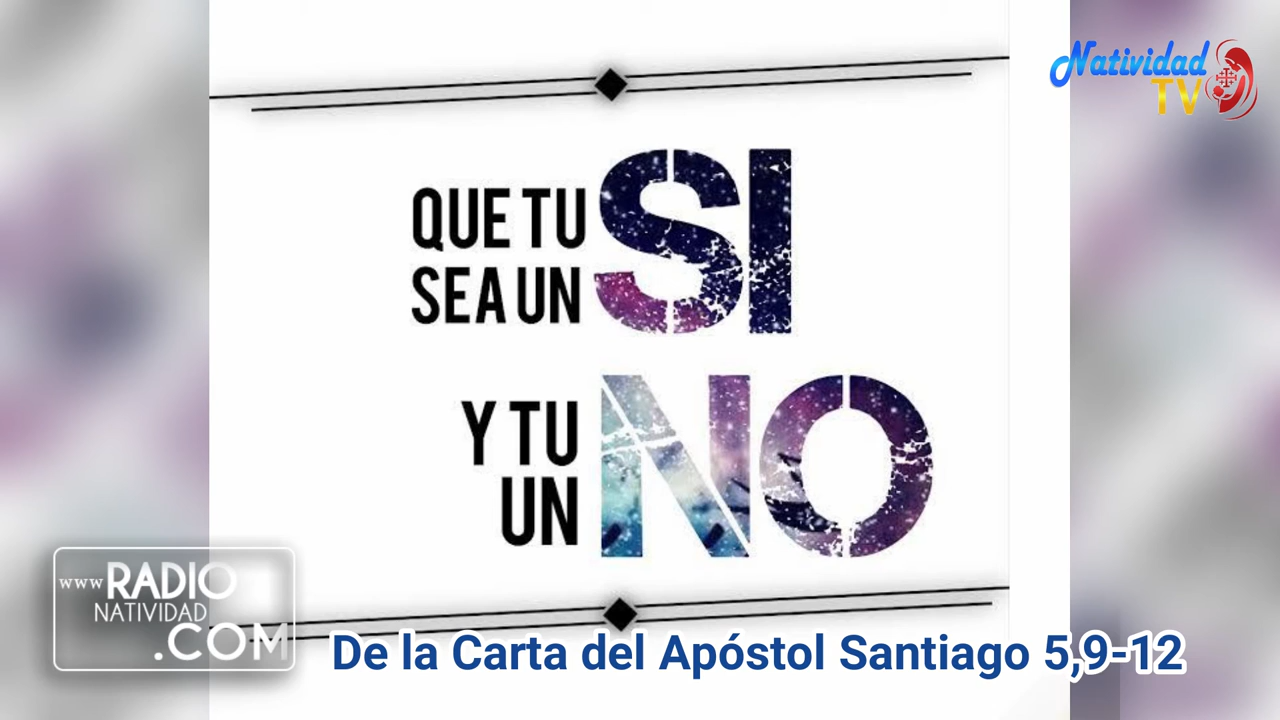 Natividad
TV
QUE TU SI
SEA UN
Y TU NO
UN
www RADIO
NATIVIDAD
.COM
De la Carta del Apóstol Santiago 5,9-12